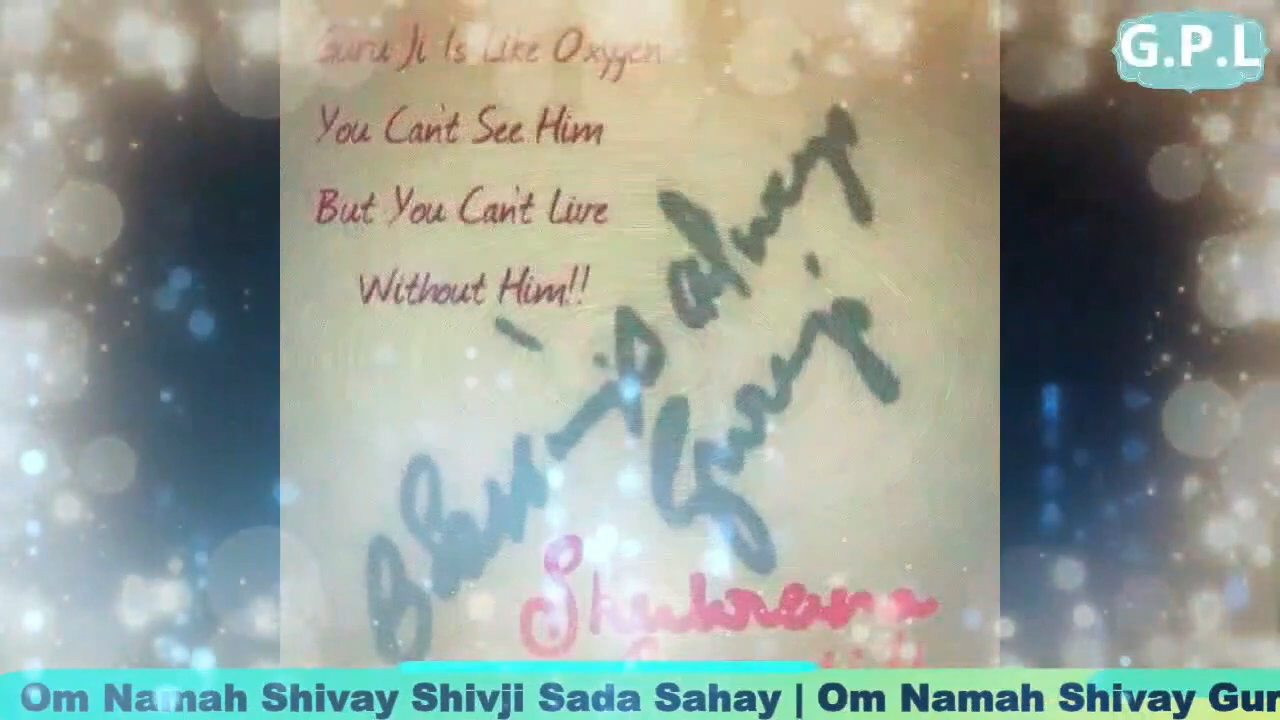 G.P.L
Guru Ji Is Like Oxygen
You Can't See Him
But You Can't Live
Without Him!!
Blessings always
Guruji
Shukrana
Om Namah Shivay Shivji Sada Sahay | Om Namah Shivay Gur